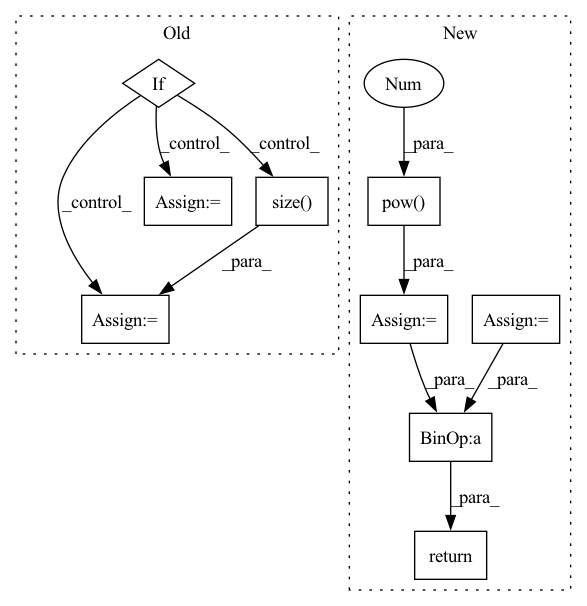 Old
New
If
Num
_control_
_control_
_para_
_control_
Assign:=
size()
pow()
_para_
_para_
Assign:=
Assign:=
Assign:=
_para_
_para_
BinOp:a
_para_
return